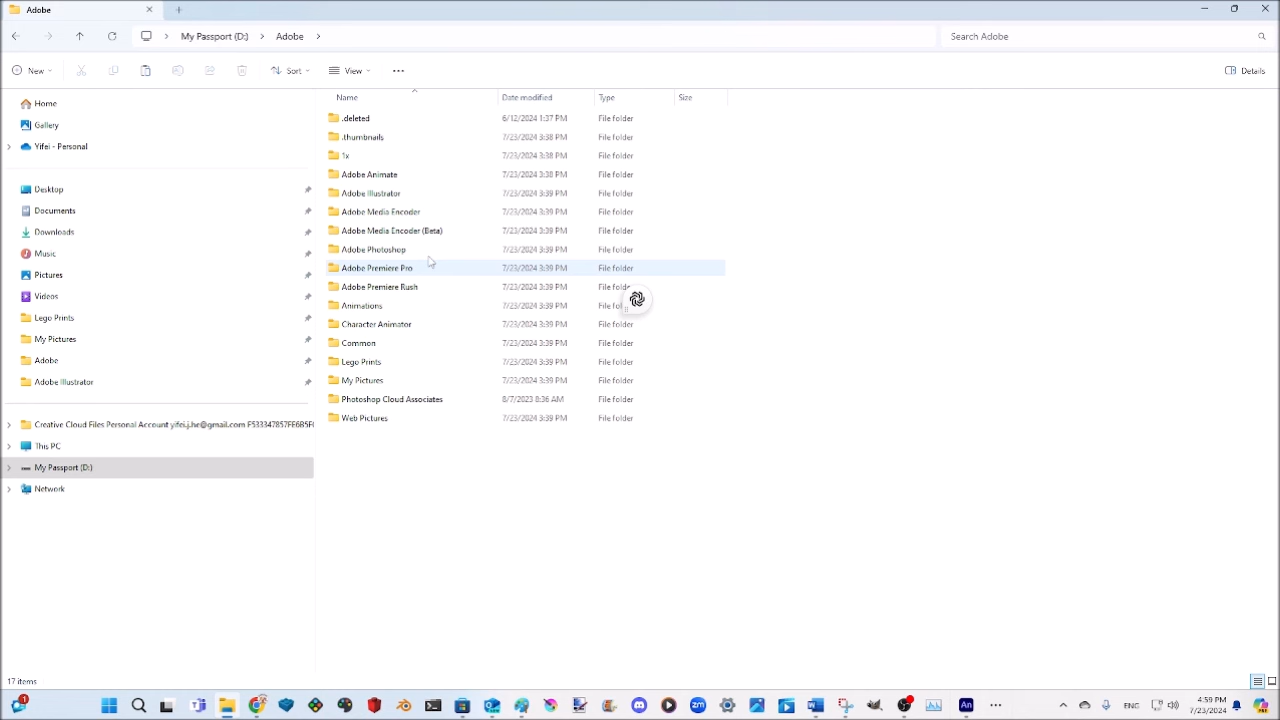 Adobe
My Passport (D:) Adobe
Search Adobe
New Sort View Details
Name Date modified Type Size
.deleted 6/12/2024 1:37 PM File folder
.thumbnails 7/23/2024 3:38 PM File folder
1x 7/23/2024 3:38 PM File folder
Adobe Animate 7/23/2024 3:38 PM File folder
Adobe Illustrator 7/23/2024 3:39 PM File folder
Adobe Media Encoder 7/23/2024 3:39 PM File folder
Adobe Media Encoder (Beta) 7/23/2024 3:39 PM File folder
Adobe Photoshop 7/23/2024 3:39 PM File folder
Adobe Premiere Pro 7/23/2024 3:39 PM File folder
Adobe Premiere Rush 7/23/2024 3:39 PM File folder
Animations 7/23/2024 3:39 PM File folder
Character Animator 7/23/2024 3:39 PM File folder
Common 7/23/2024 3:39 PM File folder
Lego Prints 7/23/2024 3:39 PM File folder
My Pictures 7/23/2024 3:39 PM File folder
Photoshop Cloud Associates 8/7/2023 8:36 AM File folder
Web Pictures 7/23/2024 3:39 PM File folder
Home
Gallery
Yifei - Personal
Desktop
Documents
Downloads
Music
Pictures
Videos
Lego Prints
My Pictures
Adobe
Adobe Illustrator
Creative Cloud Files Personal Account yifei.j.he@gmail.com
This PC
My Passport (D:)
Network
17 items
1
ENG
4:59 PM
7/23/2024